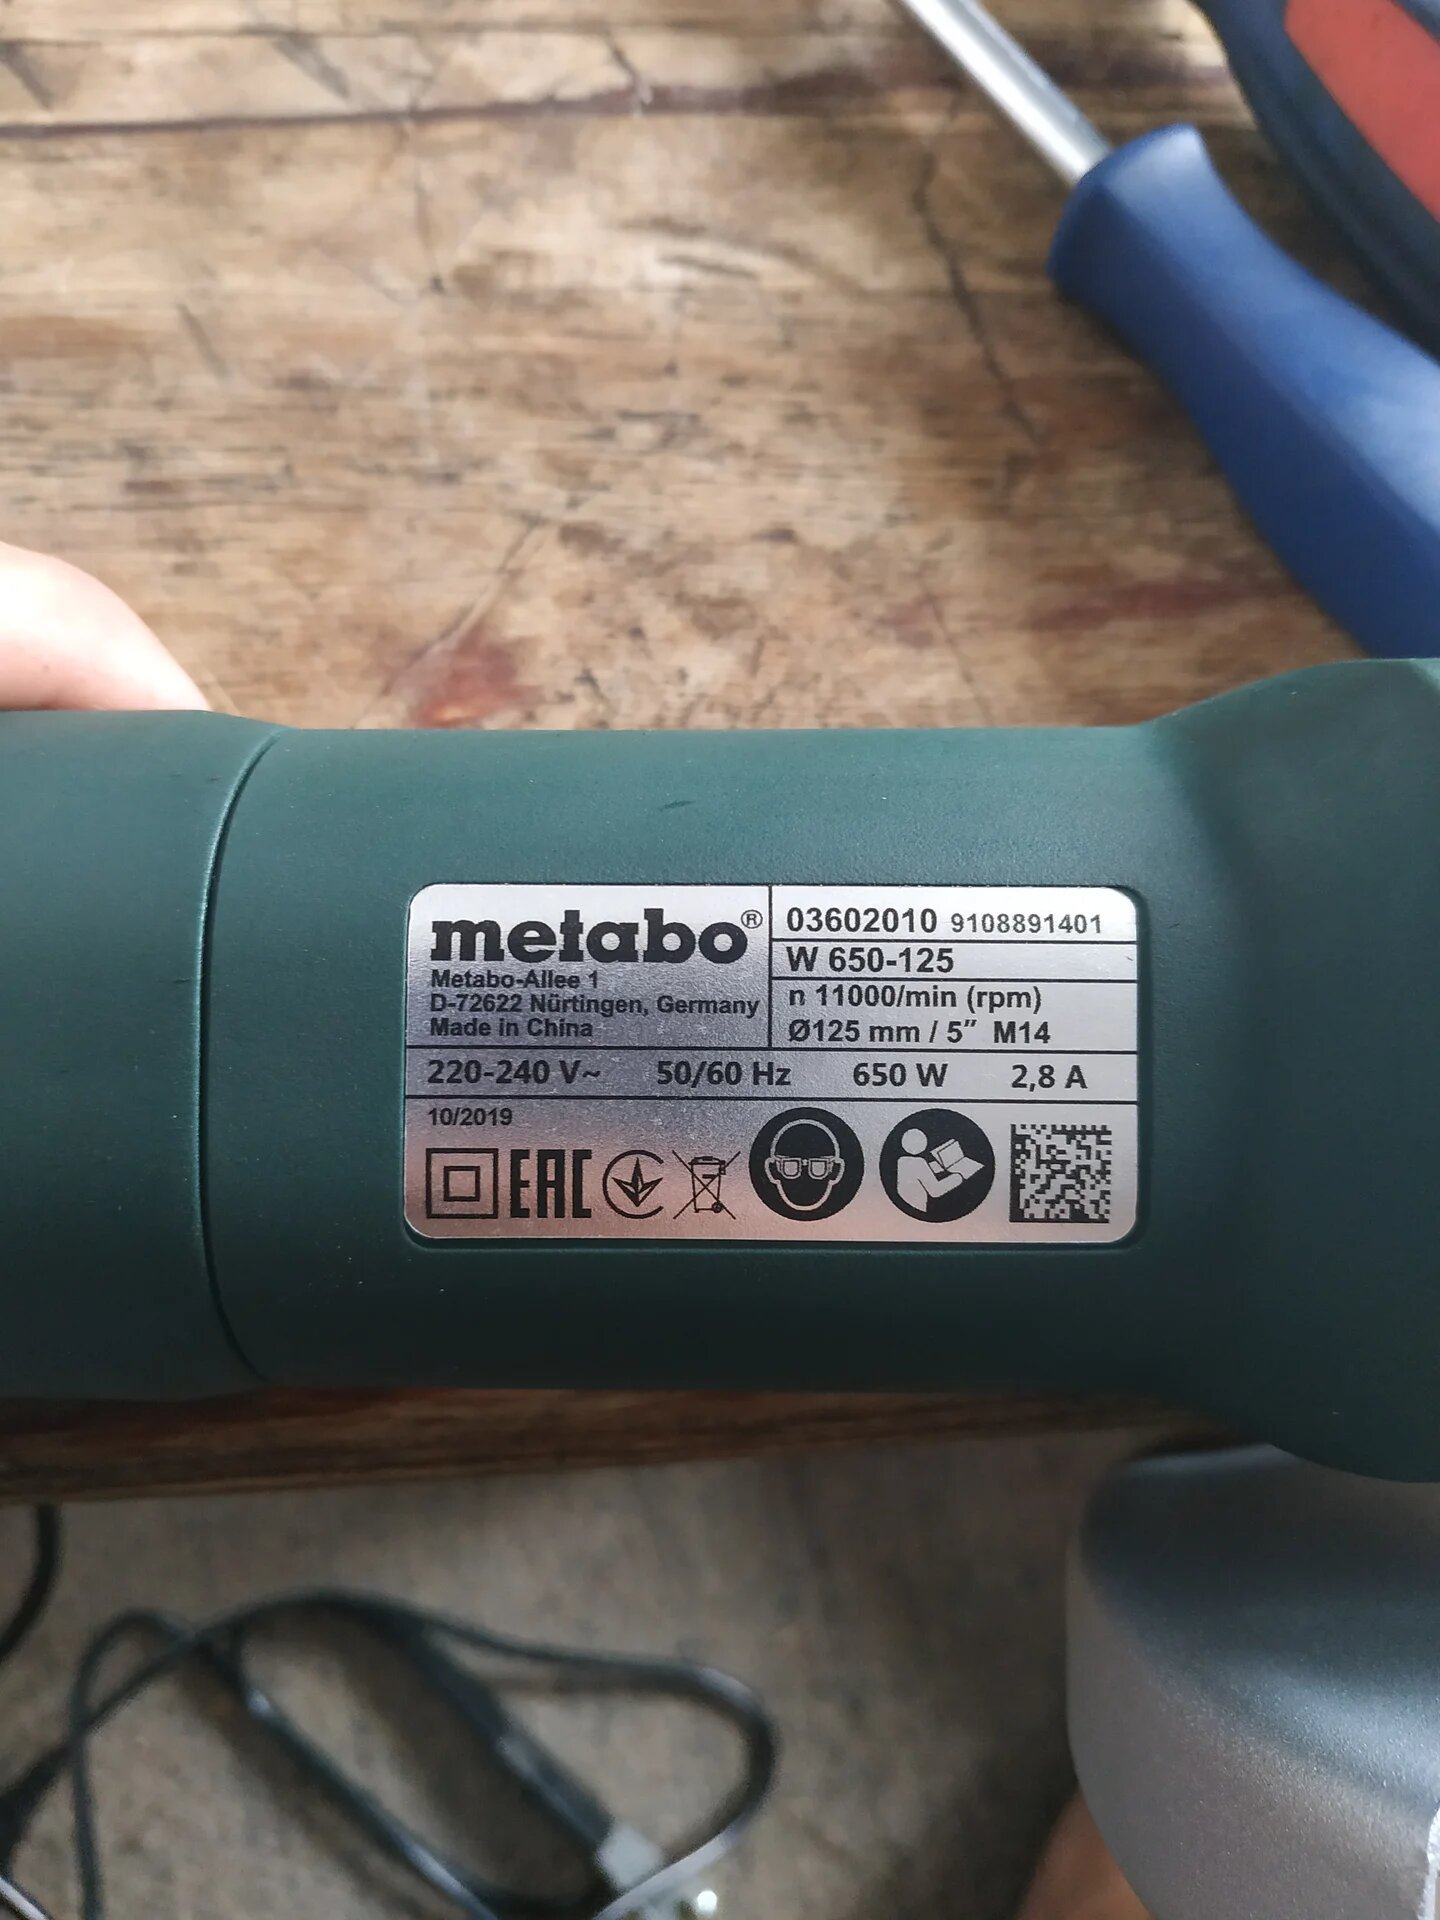 metabo®
Metabo-Allee 1
D-72622 Nürtingen, Germany
Made in China
03602010 9108891401
W 650-125
n 11000/min (rpm)
Ø125 mm / 5" M14
220-240 V~ 50/60 Hz 650 W 2,8 A
10/2019
EAC